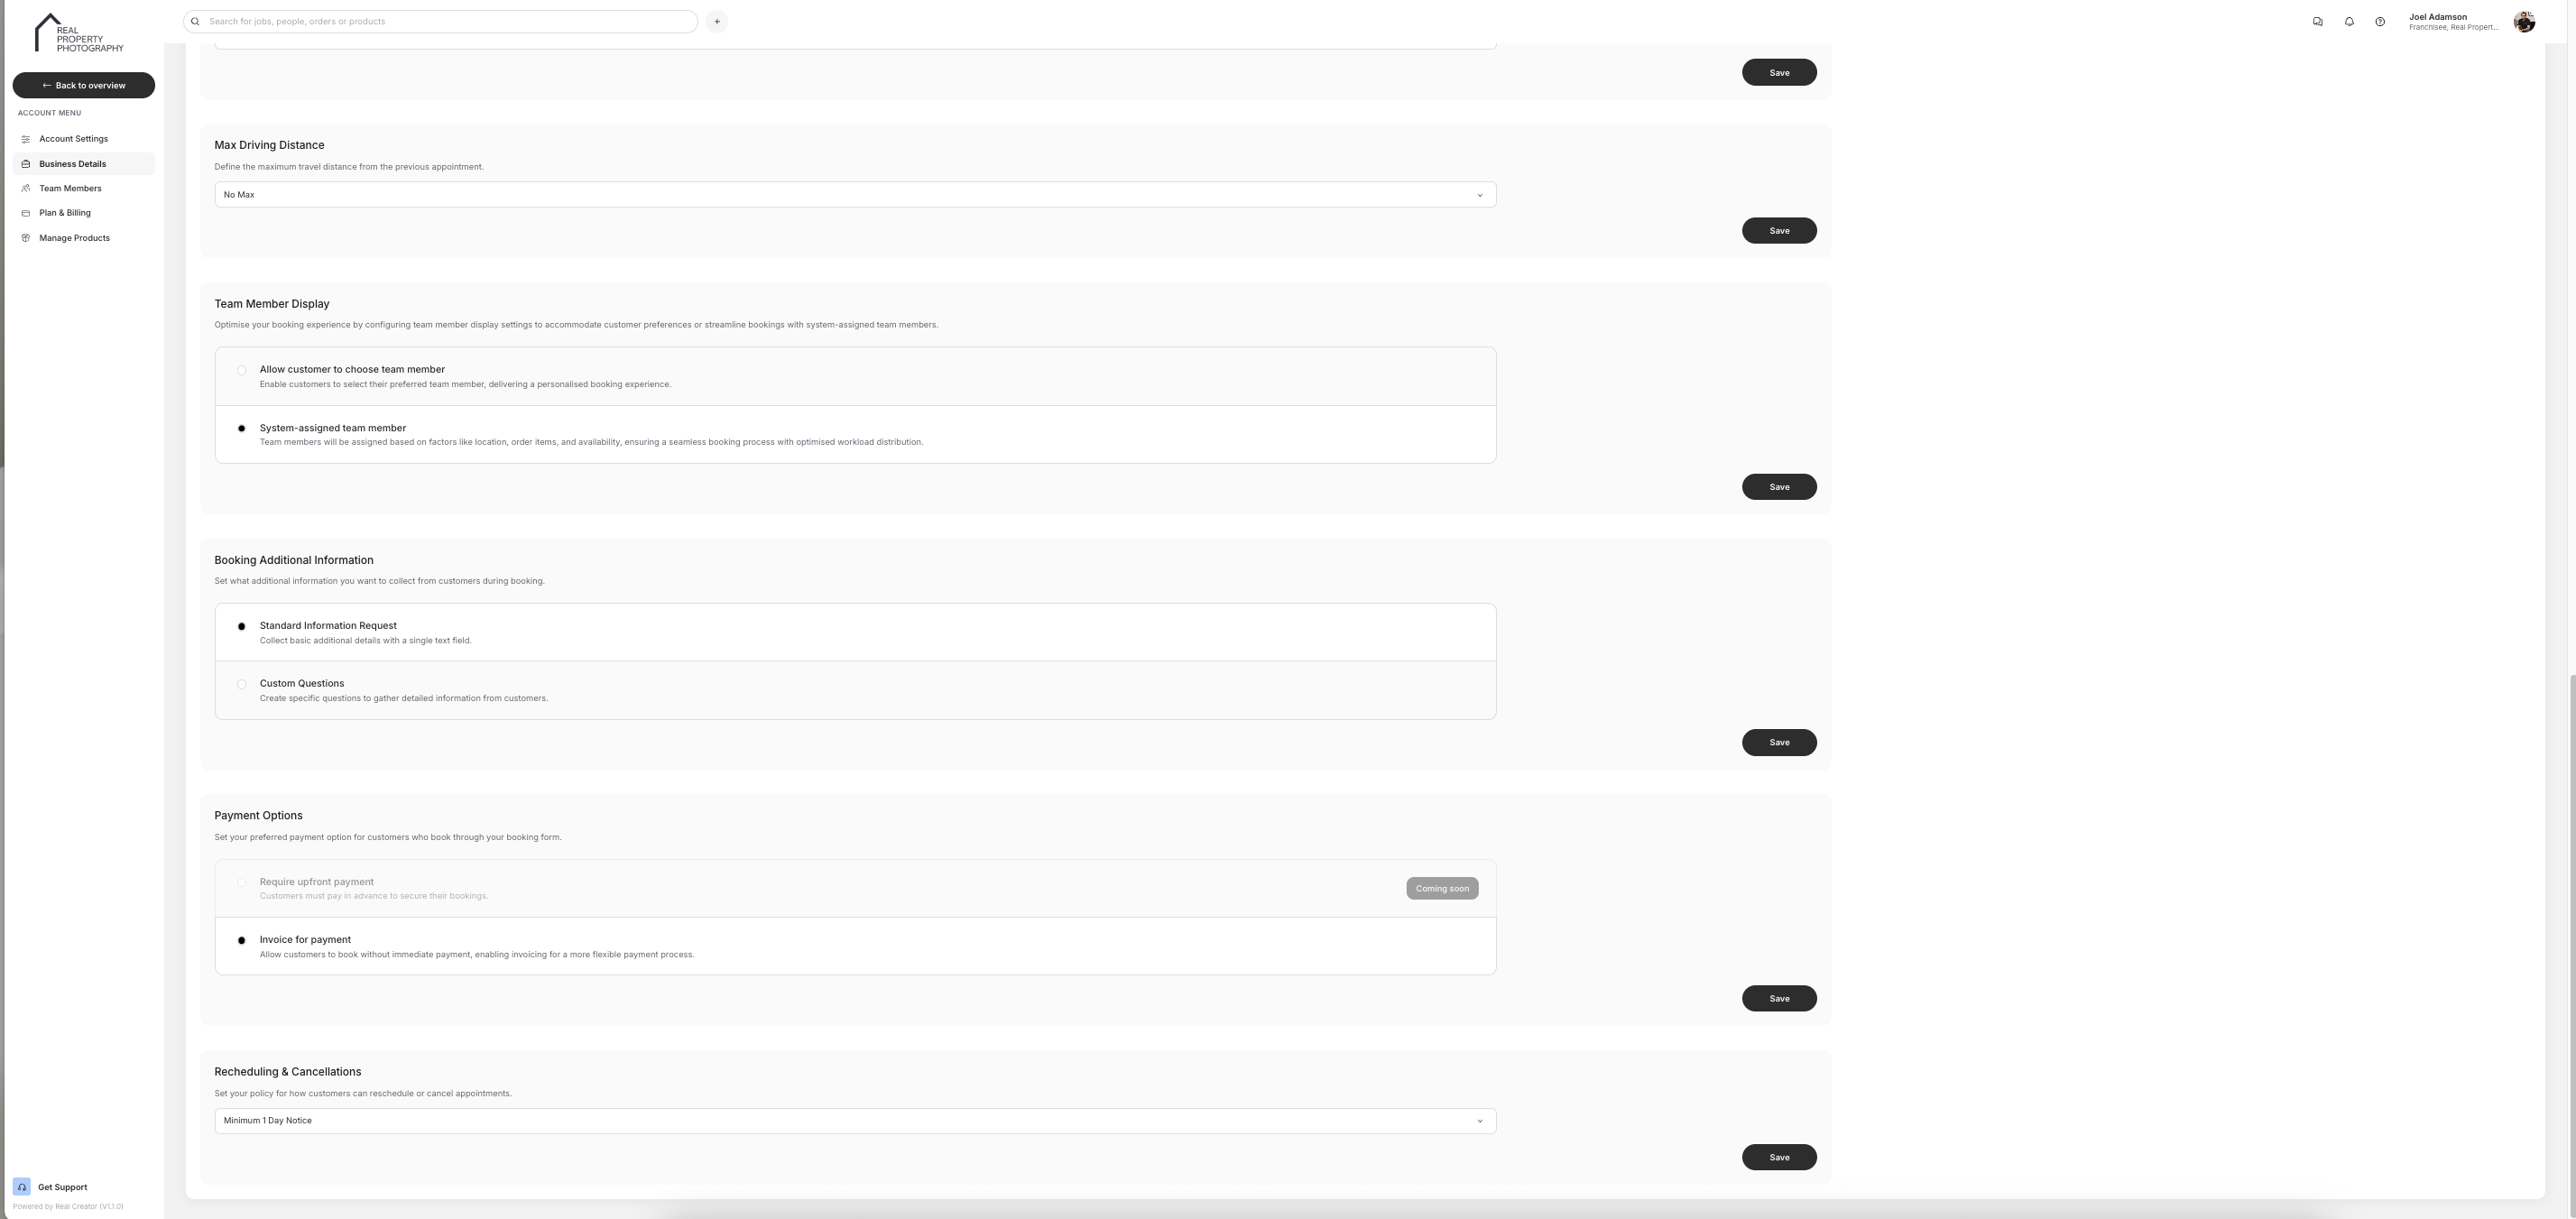 REAL
PROPERTY
PHOTOGRAPHY
Search for jobs, people, orders or products
+
Joel Adamson
Franchisee, Real Propert...
← Back to overview
ACCOUNT MENU
Account Settings
Business Details
Team Members
Plan & Billing
Manage Products
Save
Max Driving Distance
Define the maximum travel distance from the previous appointment.
No Max
Save
Team Member Display
Optimise your booking experience by configuring team member display settings to accommodate customer preferences or streamline bookings with system-assigned team members.
Allow customer to choose team member
Enable customers to select their preferred team member, delivering a personalised booking experience.
System-assigned team member
Team members will be assigned based on factors like location, order items, and availability, ensuring a seamless booking process with optimised workload distribution.
Save
Booking Additional Information
Set what additional information you want to collect from customers during booking.
Standard Information Request
Collect basic additional details with a single text field.
Custom Questions
Create specific questions to gather detailed information from customers.
Save
Payment Options
Set your preferred payment option for customers who book through your booking form.
Require upfront payment
Customers must pay in advance to secure their bookings.
Coming soon
Invoice for payment
Allow customers to book without immediate payment, enabling invoicing for a more flexible payment process.
Save
Recheduling & Cancellations
Set your policy for how customers can reschedule or cancel appointments.
Minimum 1 Day Notice
Save
Get Support
Powered by Real Creator (V1.1.0)